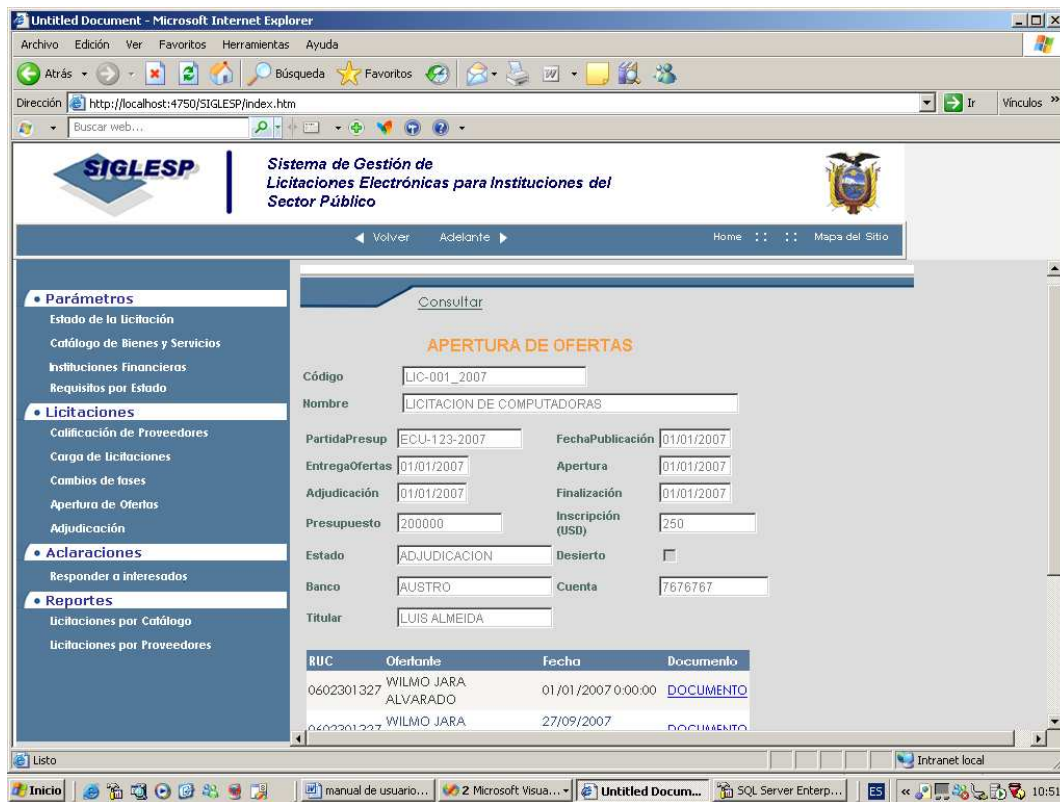 Untitled Document - Microsoft Internet Explorer
Archivo Edición Ver Favoritos Herramientas Ayuda
Atrás Búsqueda Favoritos
Dirección http://localhost:4750/SIGLESP/index.htm Ir Vínculos »
Buscar web...
SIGLESP
Sistema de Gestión de
Licitaciones Electrónicas para Instituciones del
Sector Público
Volver Adelante Home :: :: Mapa del Sitio
• Parámetros
Estado de la Licitación
Catálogo de Bienes y Servicios
Instituciones Financieras
Requisitos por Estado
• Licitaciones
Calificación de Proveedores
Carga de Licitaciones
Cambios de fases
Apertura de Ofertas
Adjudicación
• Aclaraciones
Responder a interesados
• Reportes
Licitaciones por Catálogo
Licitaciones por Proveedores
Consultar
APERTURA DE OFERTAS
Código LIC-001_2007
Nombre LICITACION DE COMPUTADORAS
PartidaPresup ECU-123-2007 FechaPublicación 01/01/2007
EntregaOfertas 01/01/2007 Apertura 01/01/2007
Adjudicación 01/01/2007 Finalización 01/01/2007
Presupuesto 200000 Inscripción (USD) 250
Estado ADJUDICACION Desierto
Banco AUSTRO Cuenta 7676767
Titular LUIS ALMEIDA
RUC Ofertante Fecha Documento
0602301327 WILMO JARA ALVARADO 01/01/2007 0:00:00 DOCUMENTO
0602301327 WILMO JARA 27/09/2007 DOCUMENTO
Listo Intranet local
Inicio manual de usuario... 2 Microsoft Visua... Untitled Docum... SQL Server Enterp... ES « 10:51